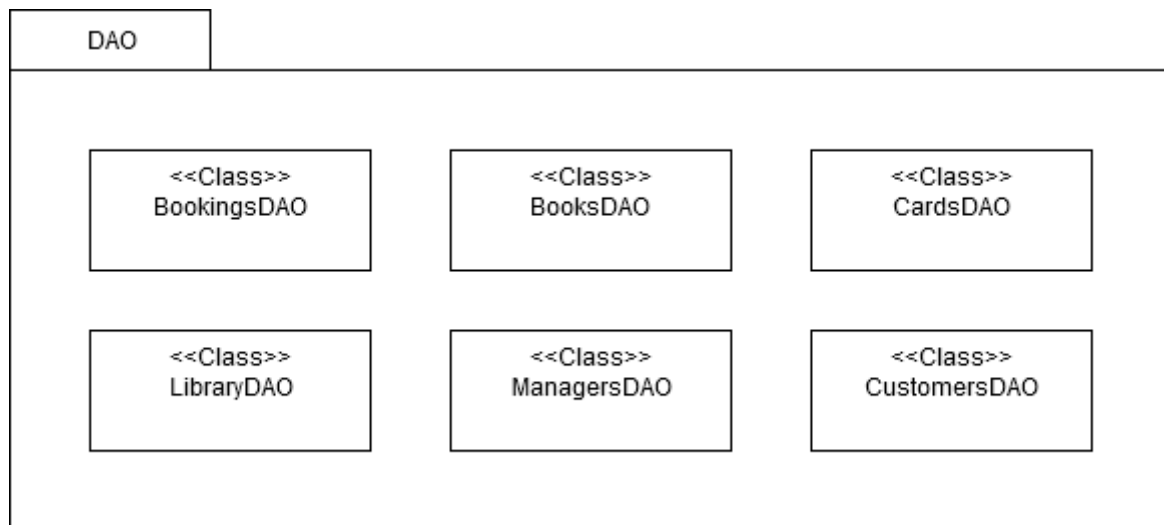 DAO
<<Class>>
BookingsDAO
<<Class>>
BooksDAO
<<Class>>
CardsDAO
<<Class>>
LibraryDAO
<<Class>>
ManagersDAO
<<Class>>
CustomersDAO